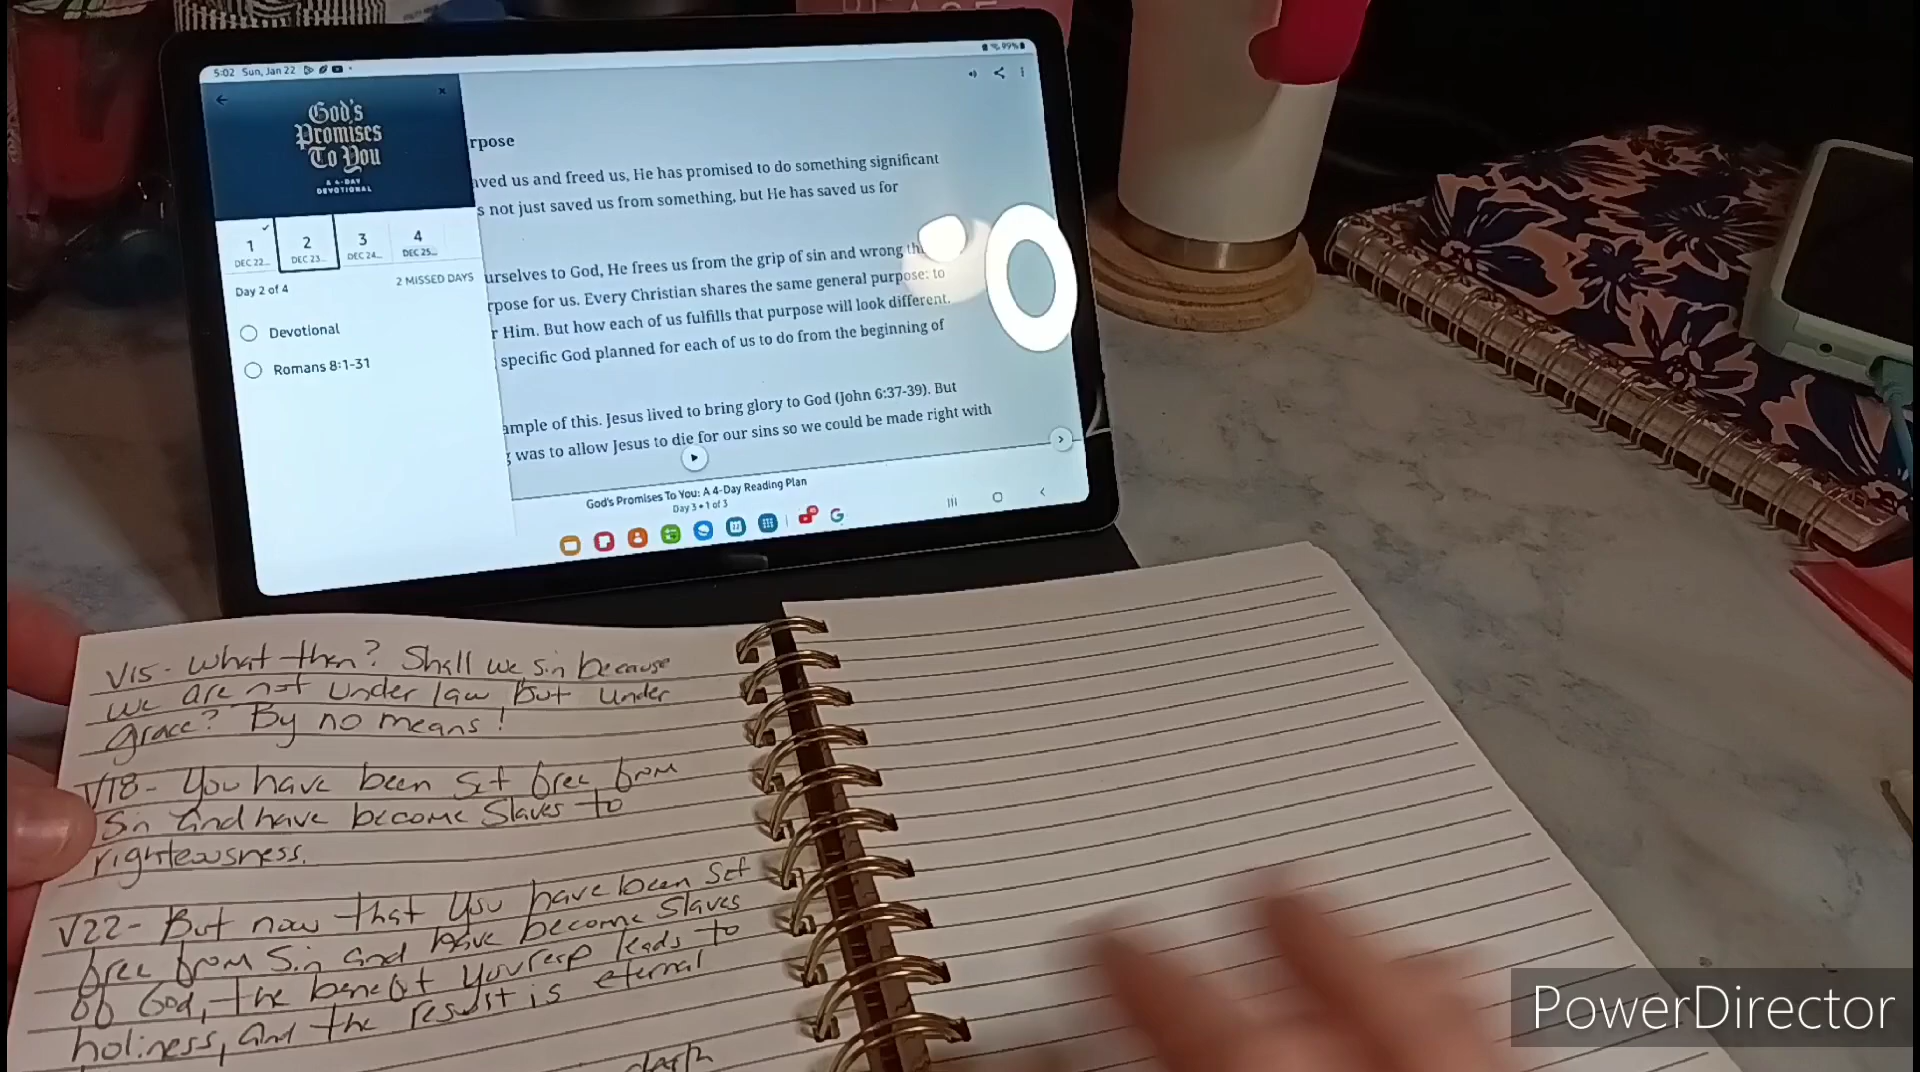 PEACE
5:02 Sun, Jan 22
99%
God's
Promises
To You
A 4-DAY
DEVOTIONAL
1
DEC 22...
2
DEC 23...
3
DEC 24...
4
DEC 25...
Day 2 of 4
2 MISSED DAYS
Devotional
Romans 8:1-31
rpose
aved us and freed us, He has promised to do something significant
s not just saved us from something, but He has saved us for
urselves to God, He frees us from the grip of sin and wrong
rpose for us. Every Christian shares the same general purpose: to
r Him. But how each of us fulfills that purpose will look different.
specific God planned for each of us to do from the beginning of
ample of this. Jesus lived to bring glory to God (John 6:37-39). But
g was to allow Jesus to die for our sins so we could be made right with
God's Promises To You: A 4-Day Reading Plan
Day 3 • 1 of 3
V15- What then? Shall we sin because
we are not under law, but under
grace? By no means!
V18- You have been set free from
Sin and have become Slaves to
righteousness.
V22- But now that you have been set
free from Sin and have become Slaves
of God, the benefit you reap leads to
holiness, and the result is eternal
death
PowerDirector